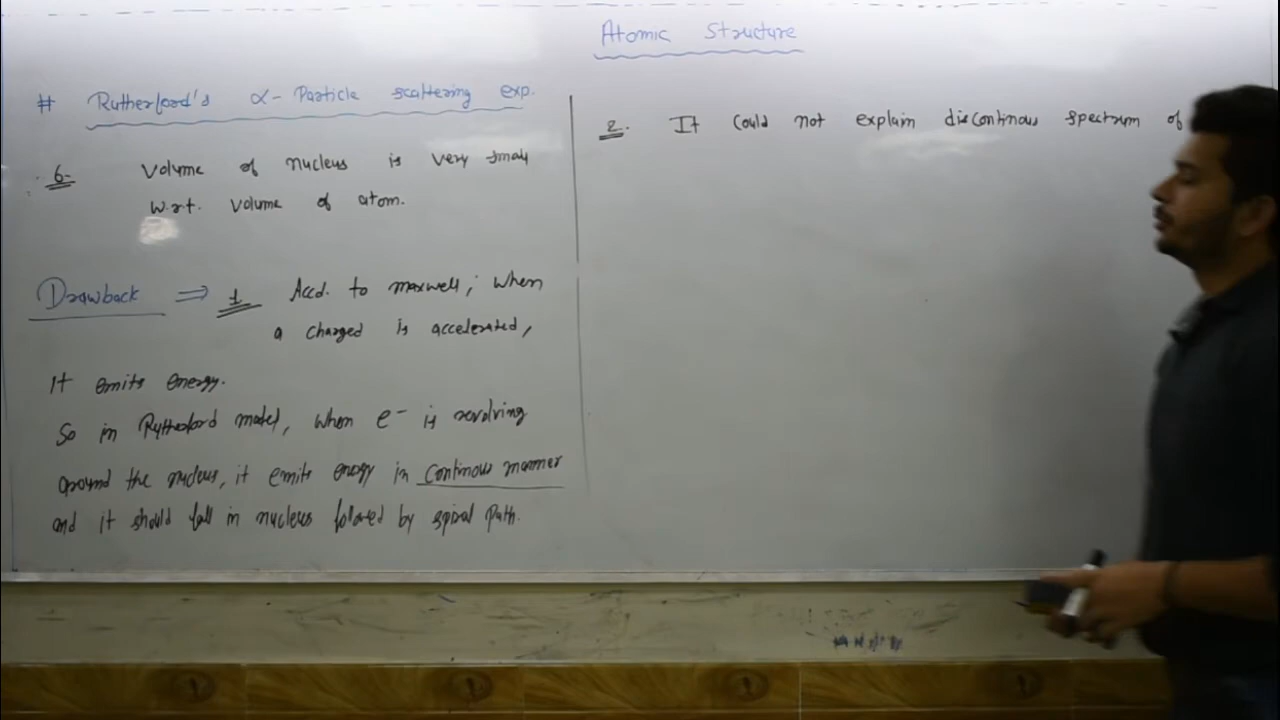 Atomic Structure
# Rutherford's α-Particle scattering exp.
6- Volume of nucleus is very small
w.r.t. volume of atom.
Drawback ⇒ 1 Accd. to maxwell, when
a charged is accelerated,
It emits energy.
So in Rutherford model, when e- is revolving
around the nucleus, it emits energy in continous manner
and it should fall in nucleus followed by spiral path.
2. It could not explain discontinous spectrum of